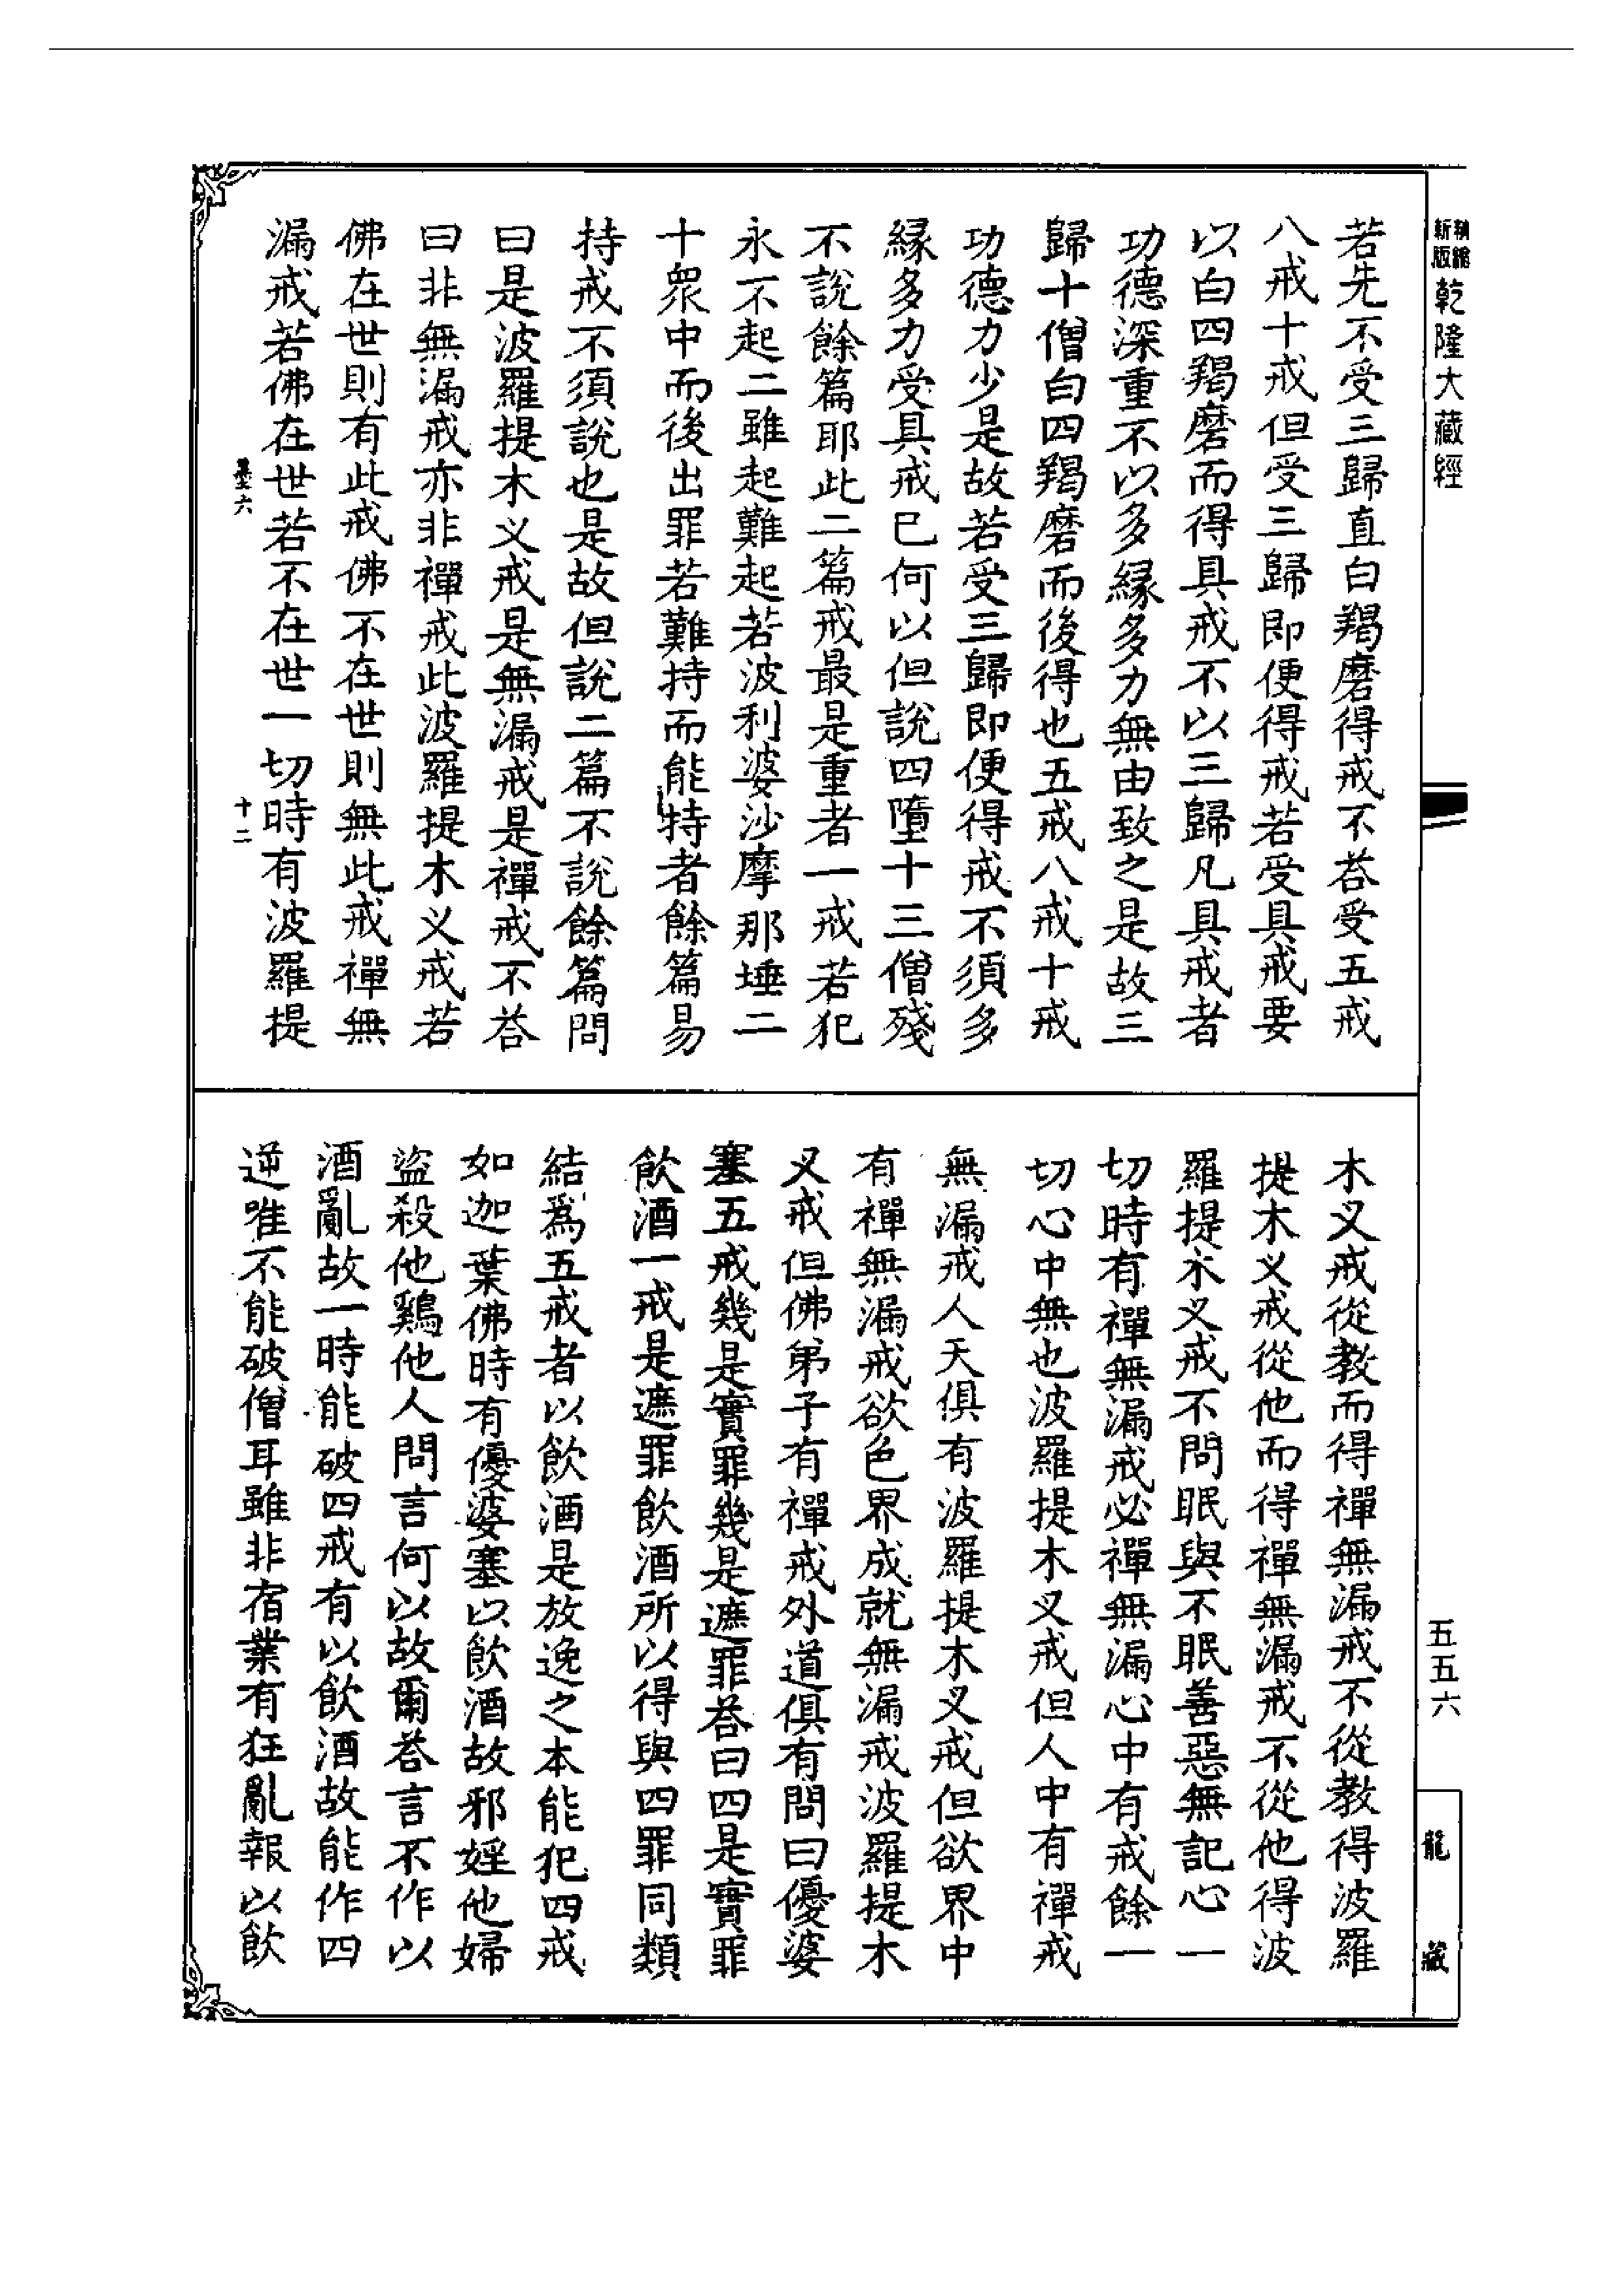 精縮
新版
乾隆大藏經
若先不受三歸直白羯磨得戒不荅受五戒
八戒十戒但受三歸即便得戒若受具戒要
以白四羯磨而得具戒不以三歸凡具戒者
功德深重不以多緣多力無由致之是故三
歸十僧白四羯磨而後得也五戒八戒十戒
功德力少是故若受三歸即便得戒不須多
緣多力受具戒已何以但說四墮十三僧殘
不說餘篇耶此二篇戒最是重者一戒若犯
永不起二雖起難起若波利婆沙摩那埵二
十眾中而後出罪若難持而能持者餘篇易
持戒不須說也是故但說二篇不說餘篇問
曰是波羅提木义戒是無漏戒是禪戒不荅
曰非無漏戒亦非禪戒此波羅提木义戒若
佛在世則有此戒佛不在世則無此戒禪無
漏戒若佛在世若不在世一切時有波羅提
墨六
十二
木义戒從教而得禪無漏戒不從教得波羅
提木义戒從他而得禪無漏戒不從他得波
羅提木义戒不問眠與不眠善惡無記心一
切時有禪無漏戒必禪無漏心中有戒餘一
切心中無也波羅提木义戒但人中有禪戒
無漏戒人天俱有波羅提木义戒但欲界中
有禪無漏戒欲色界成就無漏戒波羅提木
义戒但佛弟子有禪戒外道俱有問曰優婆
塞五戒幾是實罪幾是遮罪荅曰四是實罪
飲酒一戒是遮罪飲酒所以得與四罪同類
結爲五戒者以飲酒是放逸之本能犯四戒
如迦葉佛時有優婆塞以飲酒故邪婬他婦
盜殺他鷄他人問言何以故爾荅言不作以
酒亂故一時能破四戒有以飲酒故能作四
逆唯不能破僧耳雖非宿業有狂亂報以飲
五五六
龍藏